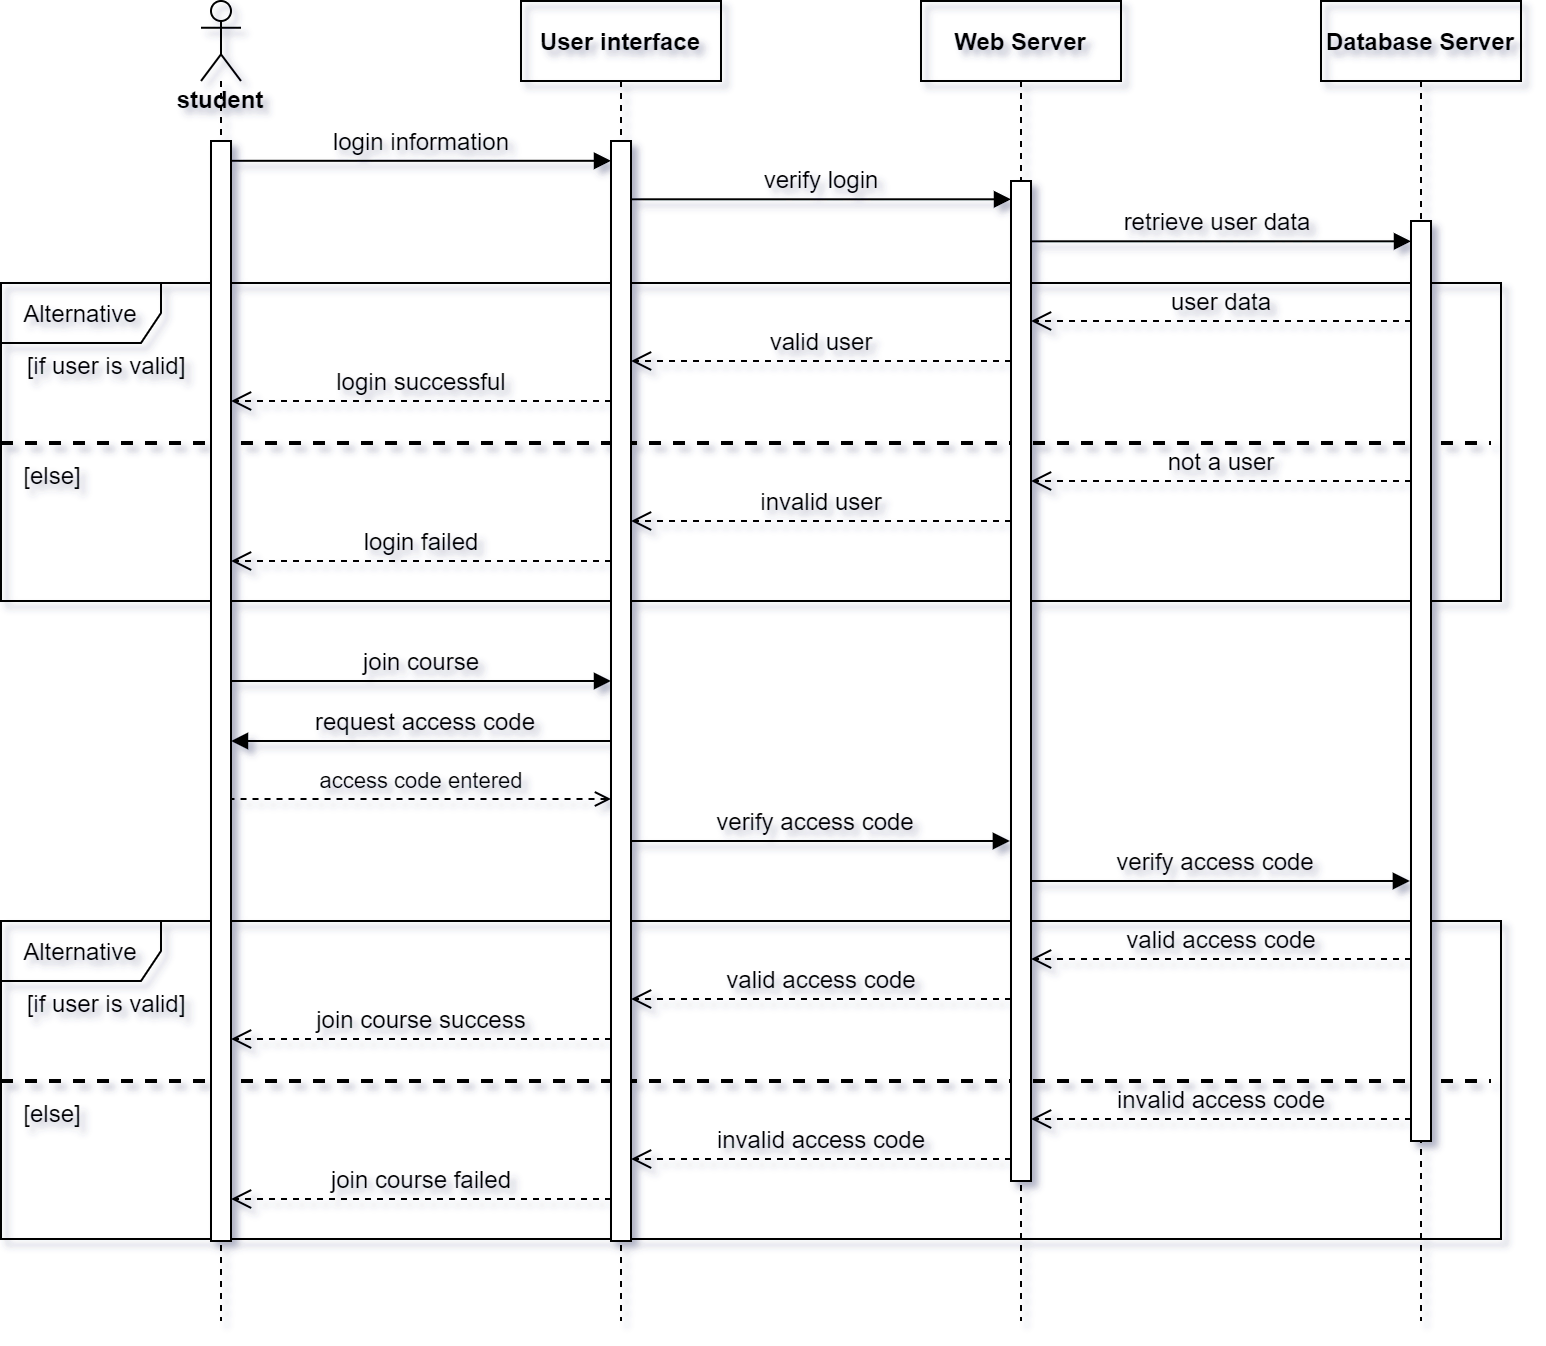 User interface
Web Server
Database Server
student
login information
verify login
retrieve user data
Alternative
user data
valid user
[if user is valid]
login successful
not a user
[else]
invalid user
login failed
join course
request access code
access code entered
verify access code
verify access code
Alternative
valid access code
valid access code
[if user is valid]
join course success
invalid access code
[else]
invalid access code
join course failed